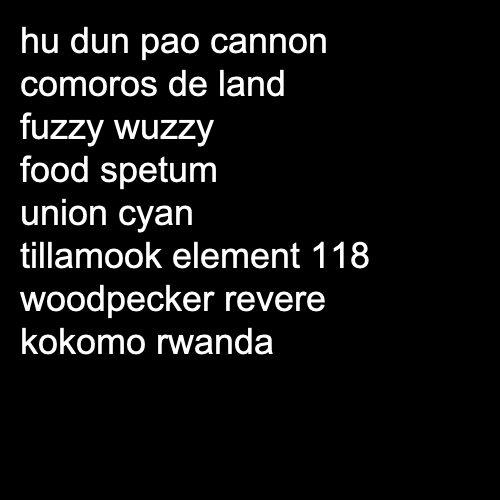 hu dun pao cannon
comoros de land
fuzzy wuzzy
food spetum
union cyan
tillamook element 118
woodpecker revere
kokomo rwanda